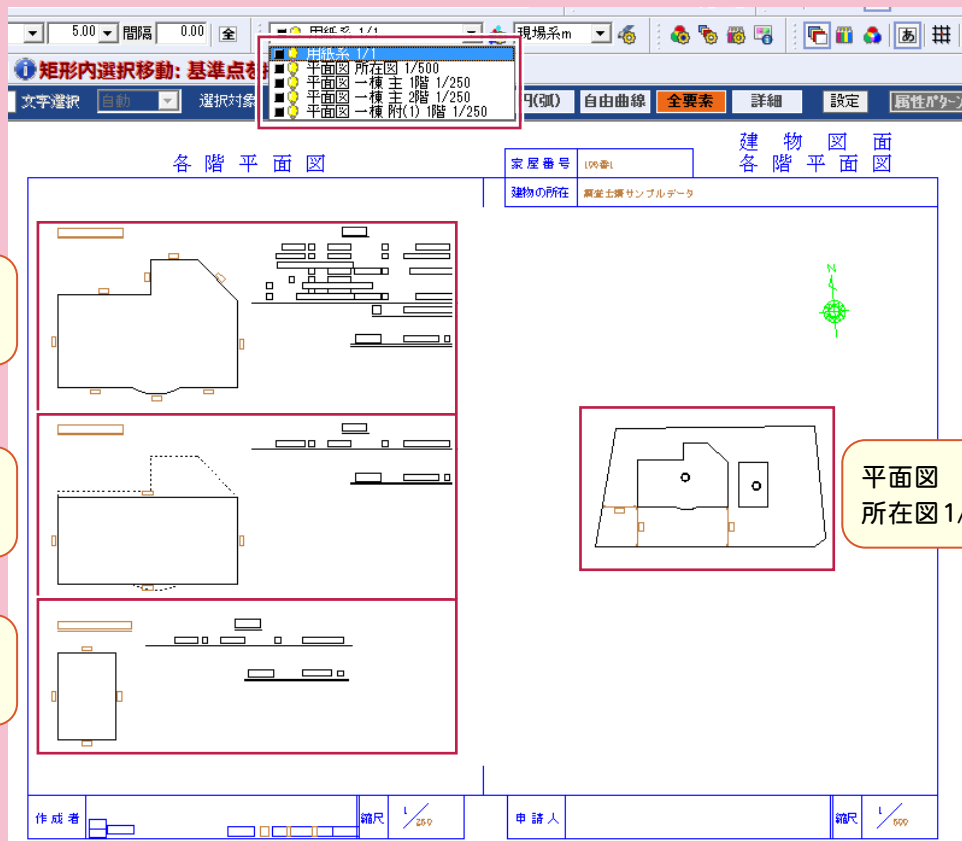 5.00 間隔 0.00 全 用紙系 1/1 現場系m あ
矩形内選択移動: 基準点を
用紙系 1/1
平面図 所在図 1/500
平面図 一棟 主 1階 1/250
平面図 一棟 主 2階 1/250
平面図 一棟 附(1) 1階 1/250
文字選択 自動 選択対象 自由曲線 全要素 詳細 設定 属性パターン
建物図面
各階平面図
各階平面図
家屋番号
建物の所在
N
平面図
所在図1/
作成者
縮尺 1/250
申請人
縮尺 1/500